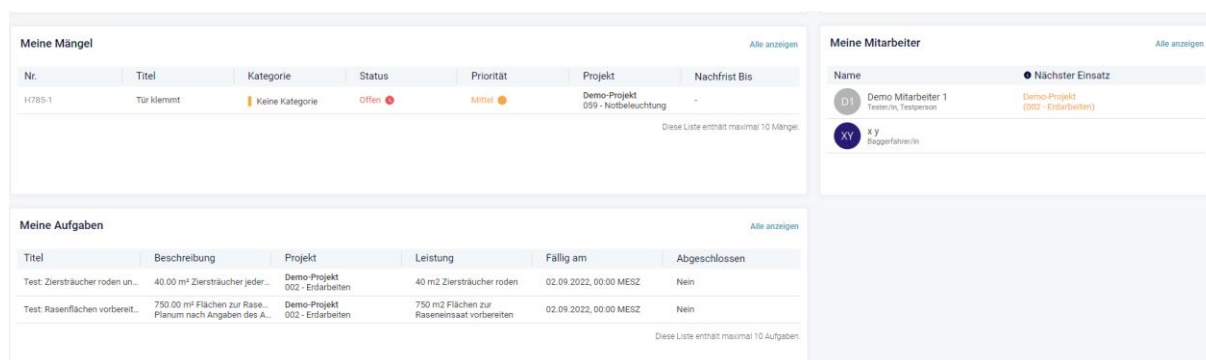 Meine Mängel
Alle anzeigen
Nr. Titel Kategorie Status Priorität Projekt Nachfrist Bis
H785-1 Tür klemmt Keine Kategorie Offen Mittel Demo-Projekt -
059 - Notbeleuchtung
Diese Liste enthält maximal 10 Mängel.
Meine Mitarbeiter
Alle anzeigen
Name Nächster Einsatz
D1 Demo Mitarbeiter 1 Demo-Projekt
Tester/in, Testperson (002 - Erdarbeiten)
XY x y
Baggerfahrer/in
Meine Aufgaben
Alle anzeigen
Titel Beschreibung Projekt Leistung Fällig am Abgeschlossen
Test: Ziersträucher roden un... 40.00 m² Ziersträucher jeder... Demo-Projekt 40 m2 Ziersträucher roden 02.09.2022, 00:00 MESZ Nein
002 - Erdarbeiten
Test: Rasenflächen vorbereit... 750.00 m² Flächen zur Rase... Demo-Projekt 750 m2 Flächen zur 02.09.2022, 00:00 MESZ Nein
Planum nach Angaben des A... 002 - Erdarbeiten Raseneinsaat vorbereiten
Diese Liste enthält maximal 10 Aufgaben.